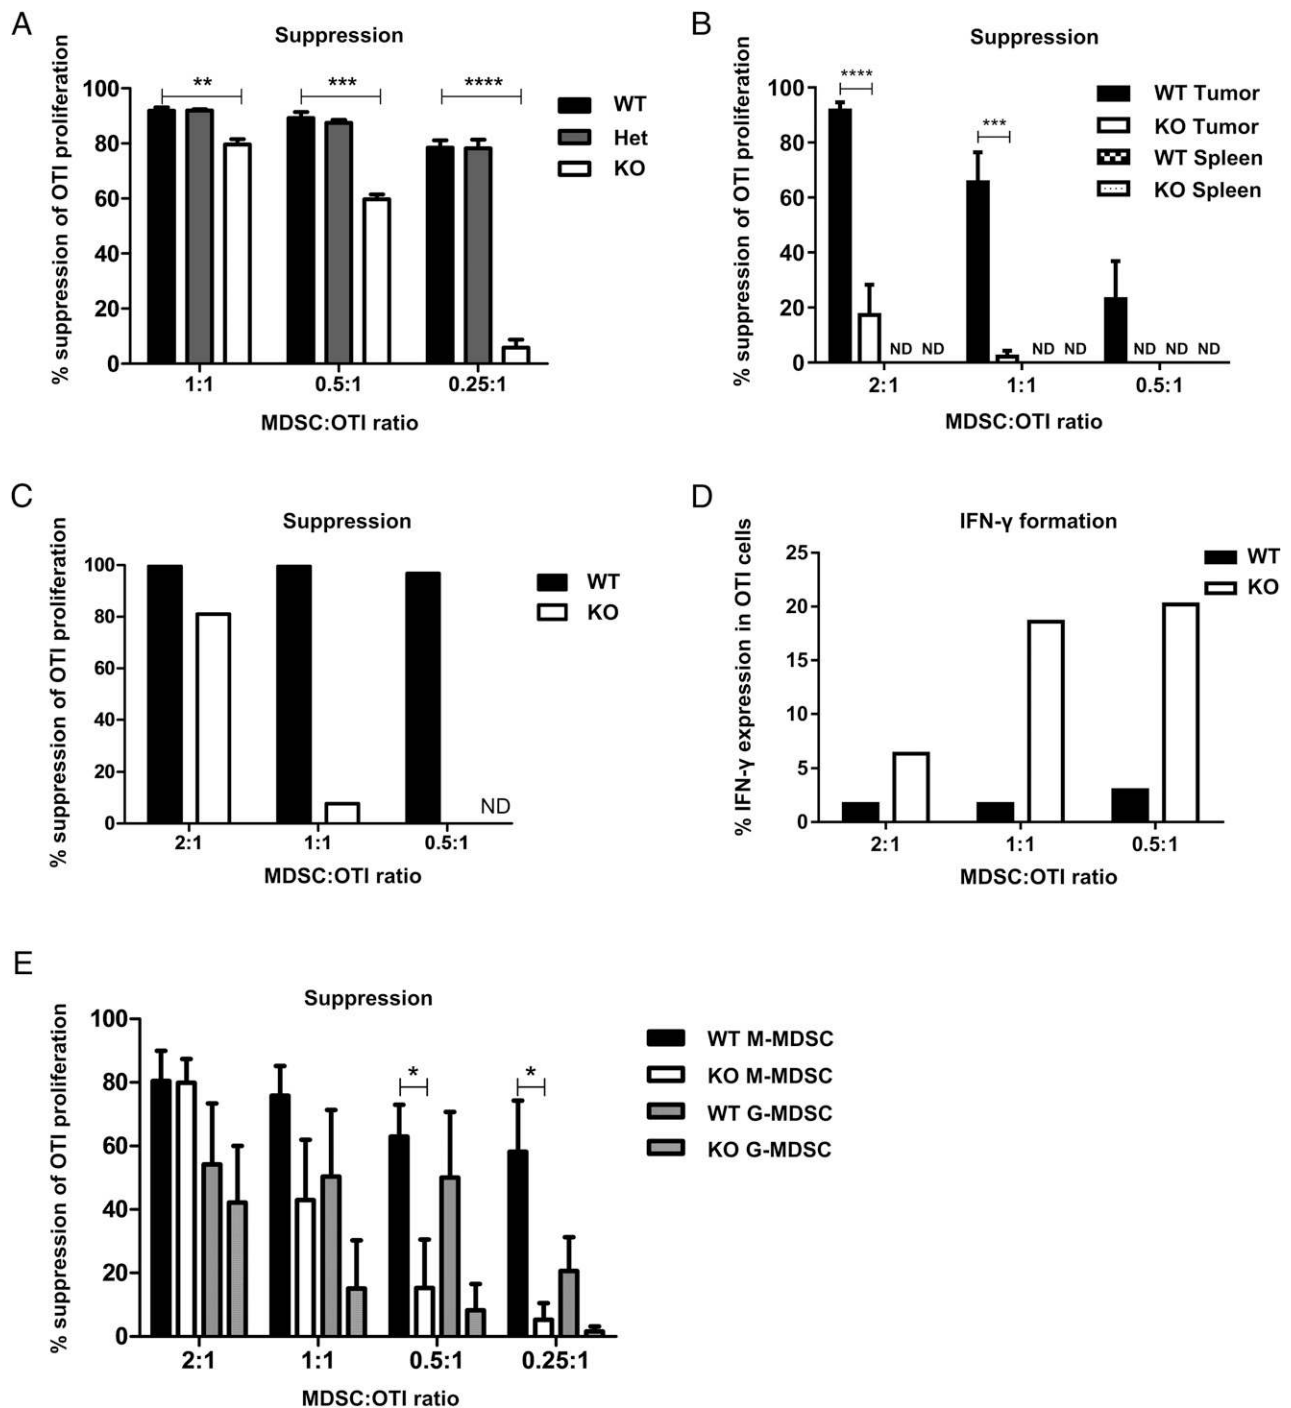 A
Suppression
% suppression of OTI proliferation
100
80
60
40
20
0
** *** ****
WT
Het
KO
1:1 0.5:1 0.25:1
MDSC:OTI ratio
B
Suppression
% suppression of OTI proliferation
100
80
60
40
20
0
****
***
ND ND ND ND ND ND ND
WT Tumor
KO Tumor
WT Spleen
KO Spleen
2:1 1:1 0.5:1
MDSC:OTI ratio
C
Suppression
% suppression of OTI proliferation
100
80
60
40
20
0
ND
WT
KO
2:1 1:1 0.5:1
MDSC:OTI ratio
D
IFN-γ formation
% IFN-γ expression in OTI cells
25
20
15
10
5
0
WT
KO
2:1 1:1 0.5:1
MDSC:OTI ratio
E
Suppression
% suppression of OTI proliferation
100
80
60
40
20
0
* *
WT M-MDSC
KO M-MDSC
WT G-MDSC
KO G-MDSC
2:1 1:1 0.5:1 0.25:1
MDSC:OTI ratio